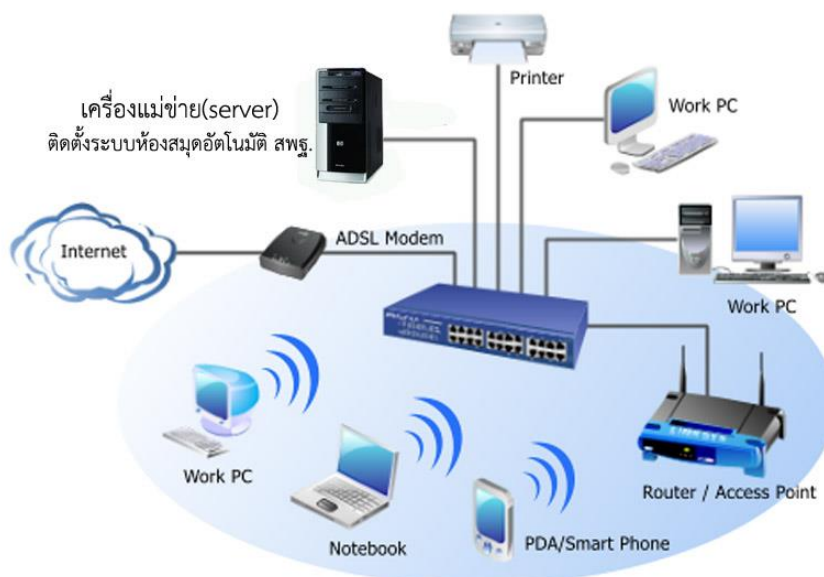 Printer
เครื่องแม่ข่าย(server)
ติดตั้งระบบห้องสมุดอัตโนมัติ สพฐ.
Work PC
Internet
ADSL Modem
Work PC
Work PC
Notebook
PDA/Smart Phone
Router / Access Point
LINKSYS